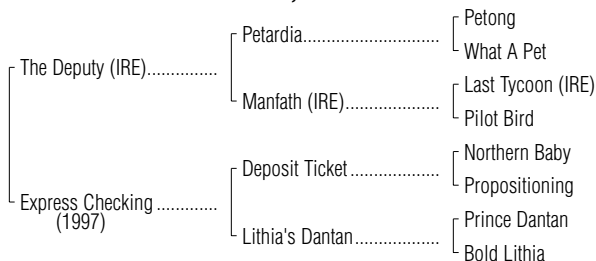 Petong
Petardia........................................
What A Pet
The Deputy (IRE)...............
Last Tycoon (IRE)
Manfath (IRE).....................
Pilot Bird
Northern Baby
Deposit Ticket....................
Propositioning
Express Checking.............
(1997)
Prince Dantan
Lithia's Dantan...................
Bold Lithia